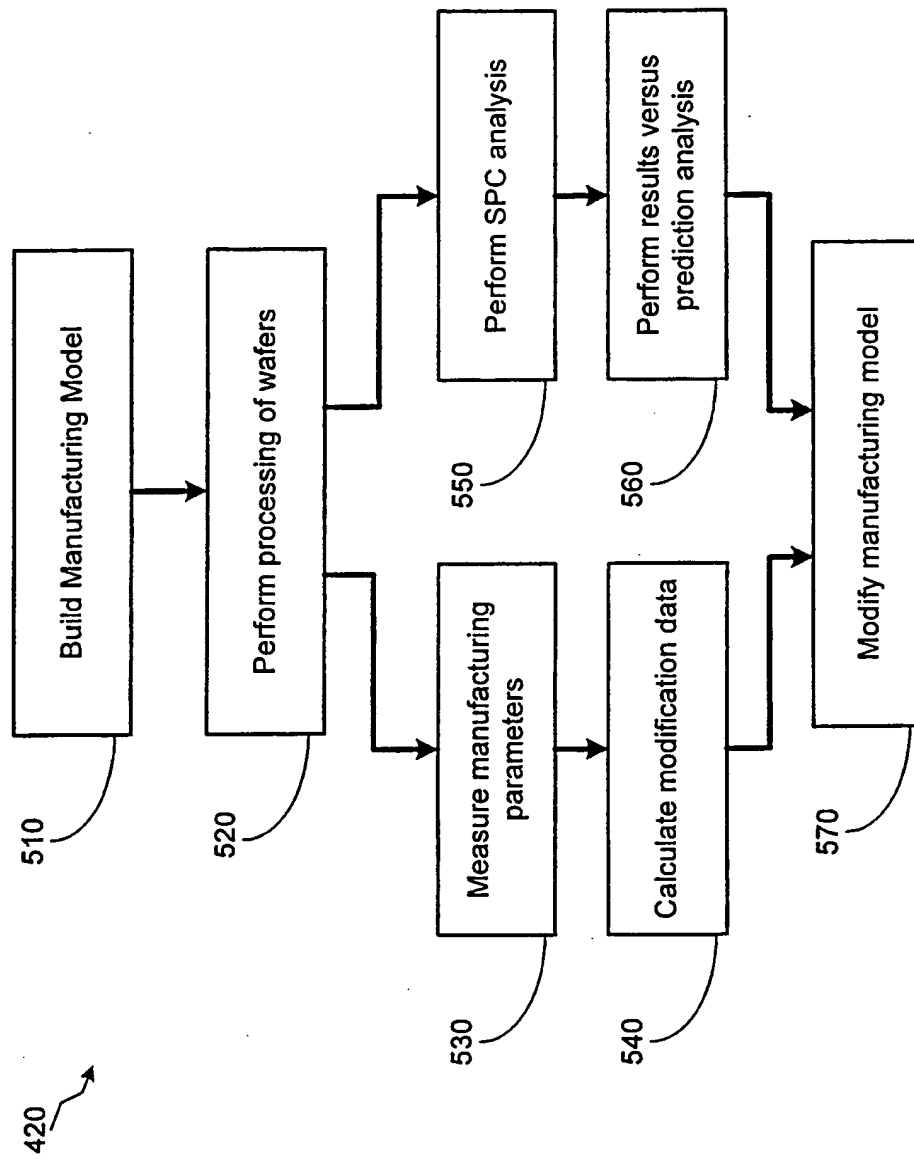 420
510
Build Manufacturing Model
520
Perform processing of wafers
530
Measure manufacturing
parameters
540
Calculate modification data
550
Perform SPC analysis
560
Perform results versus
prediction analysis
570
Modify manufacturing model